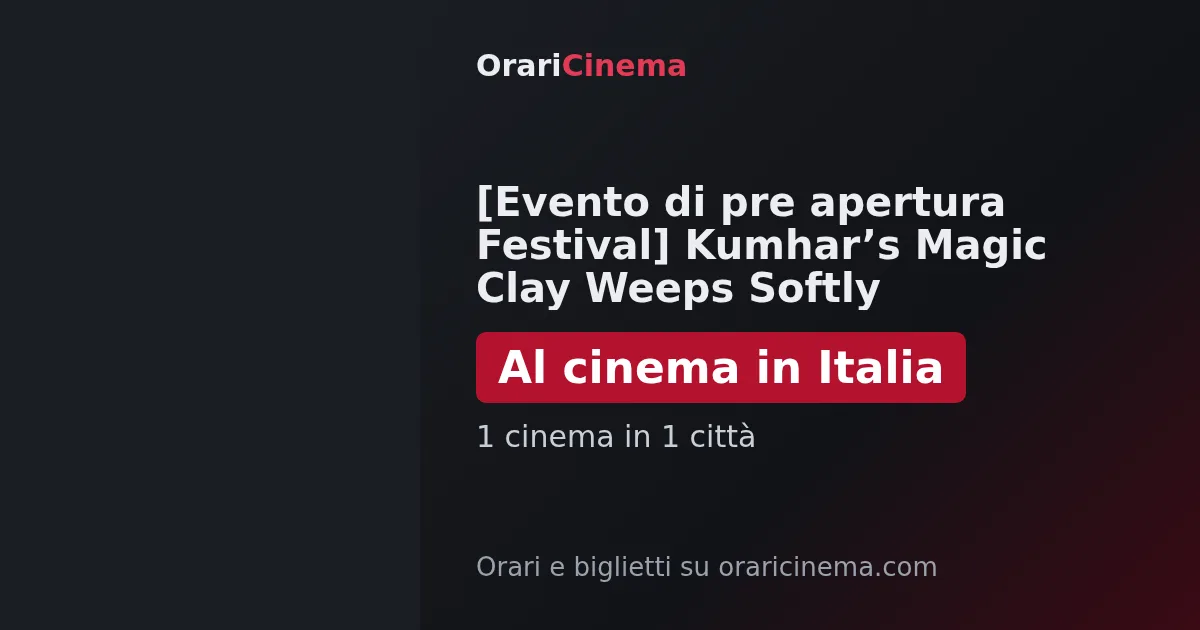 OrariCinema
[Evento di pre apertura
Festival] Kumhar’s Magic
Clay Weeps Softly
Al cinema in Italia
1 cinema in 1 città
Orari e biglietti su oraricinema.com